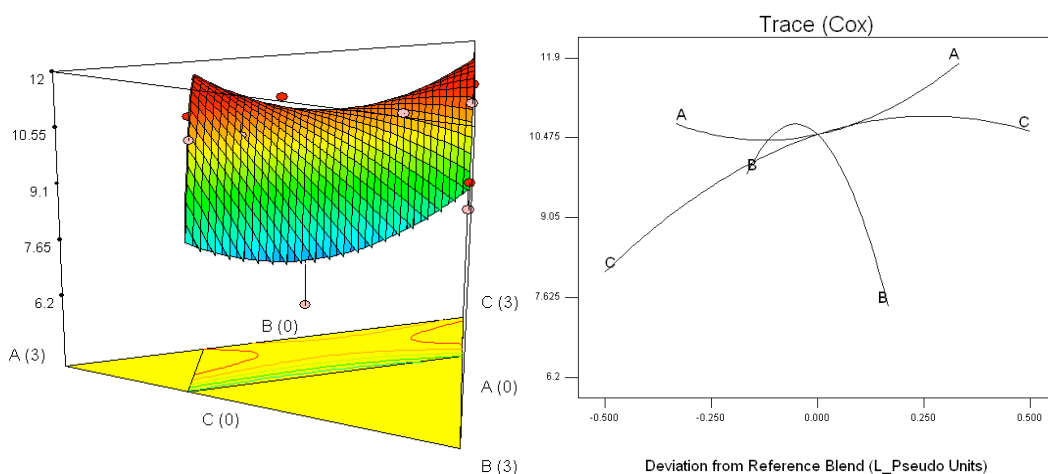 12
10.55
9.1
7.65
6.2
A (3)
B (0)
C (3)
A (0)
C (0)
B (3)
Trace (Cox)
11.9
10.475
9.05
7.625
6.2
A
A
C
B
C
B
-0.500
-0.250
0.000
0.250
0.500
Deviation from Reference Blend (L_Pseudo Units)